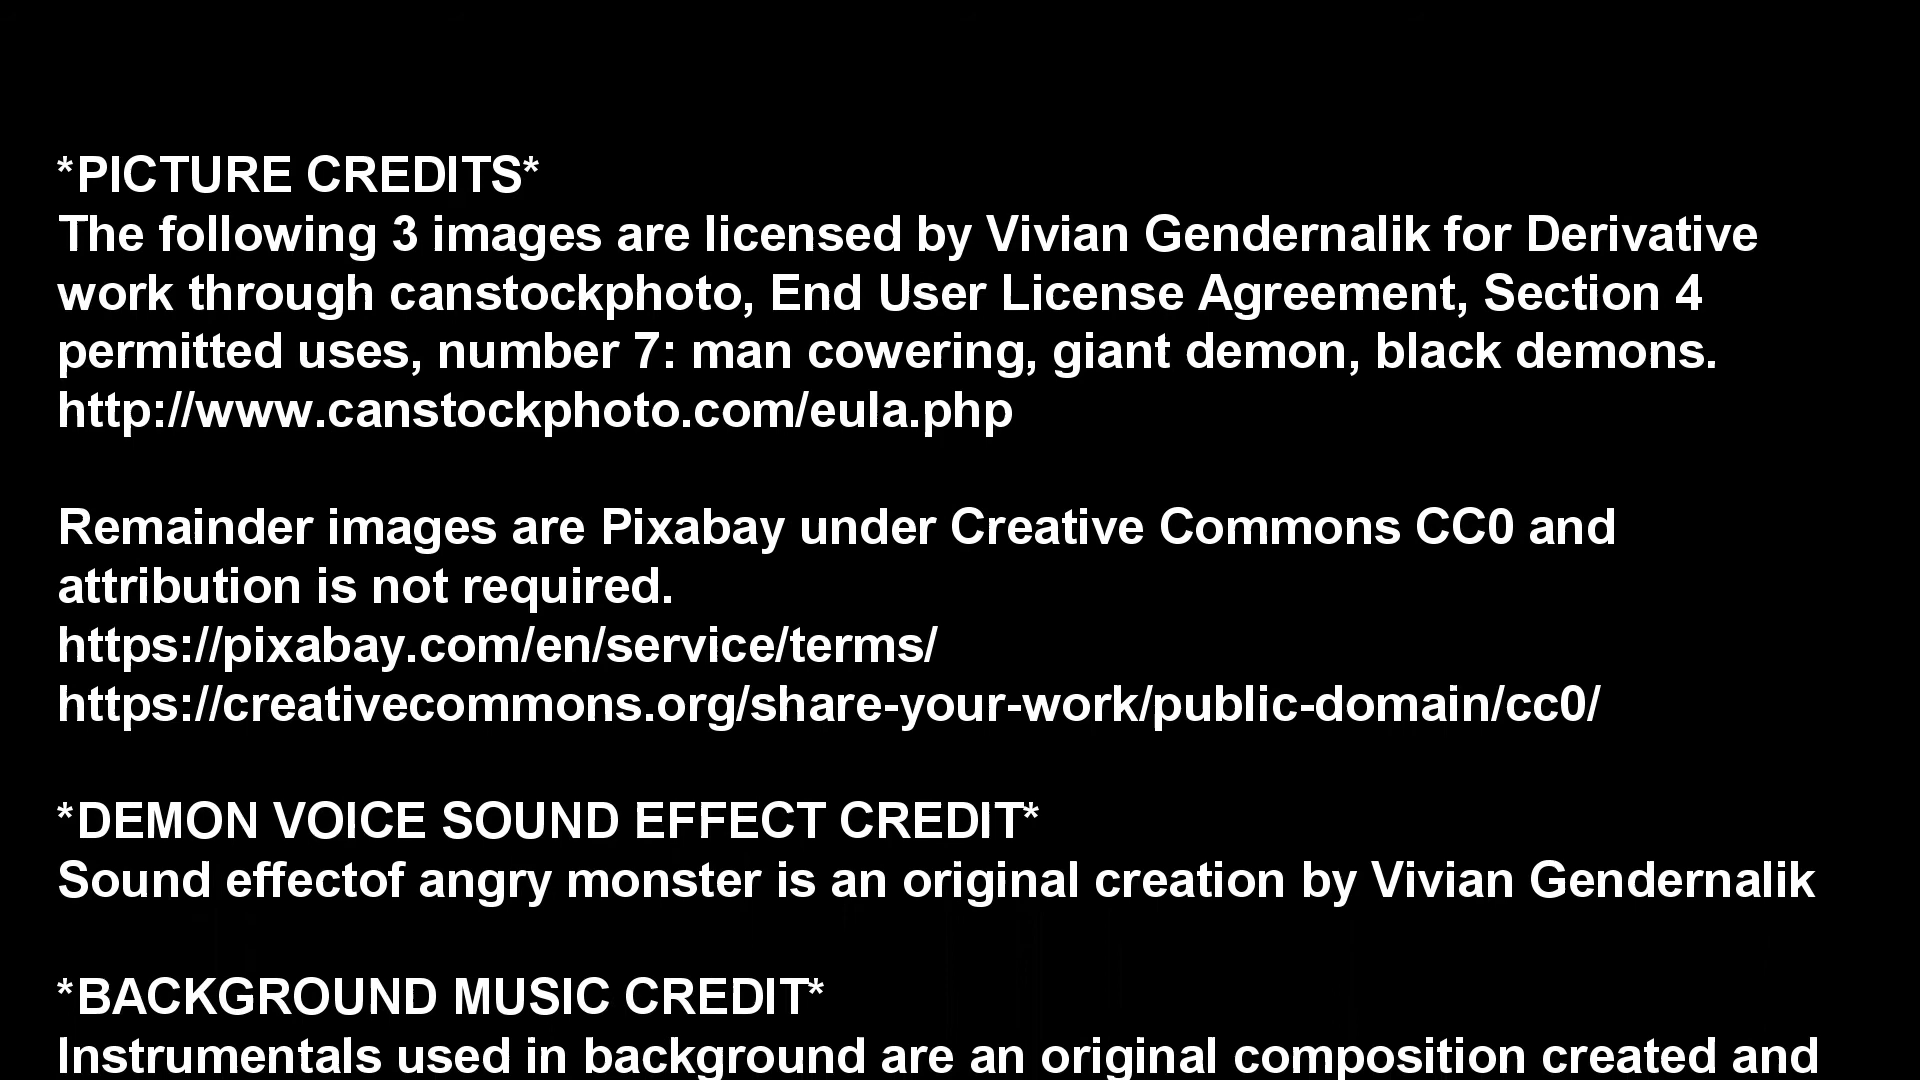 *PICTURE CREDITS*
The following 3 images are licensed by Vivian Gendernalik for Derivative
work through canstockphoto, End User License Agreement, Section 4
permitted uses, number 7: man cowering, giant demon, black demons.
http://www.canstockphoto.com/eula.php
Remainder images are Pixabay under Creative Commons CC0 and
attribution is not required.
https://pixabay.com/en/service/terms/
https://creativecommons.org/share-your-work/public-domain/cc0/
*DEMON VOICE SOUND EFFECT CREDIT*
Sound effectof angry monster is an original creation by Vivian Gendernalik
*BACKGROUND MUSIC CREDIT*
Instrumentals used in background are an original composition created and